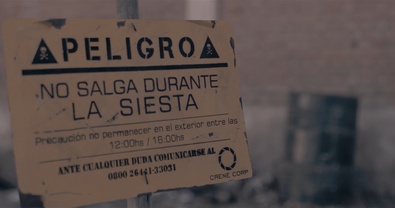 PELIGRO
NO SALGA DURANTE
LA SIESTA
Precaución no permanecer en el exterior entre las
12:00hs / 16:00hs
ANTE CUALQUIER DUDA COMUNICARSE AL
0800 26441-33031
CRENE CORP